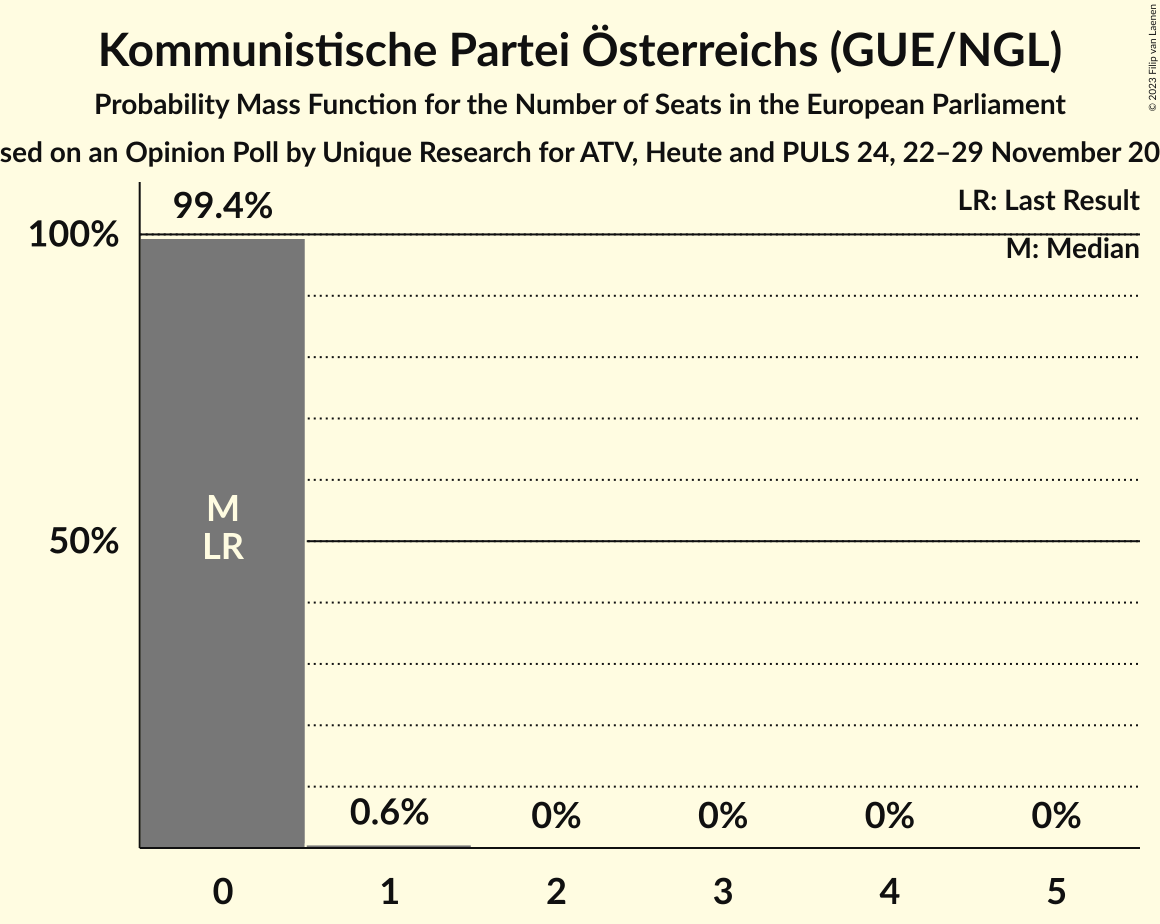 Kommunistische Partei Österreichs (GUE/NGL)
Probability Mass Function for the Number of Seats in the European Parliament
sed on an Opinion Poll by Unique Research for ATV, Heute and PULS 24, 22–29 November 20
© 2023 Filip van Laenen
LR: Last Result
M: Median
99.4%
100%
50%
M
LR
0.6%
0%
0%
0%
0%
0
1
2
3
4
5